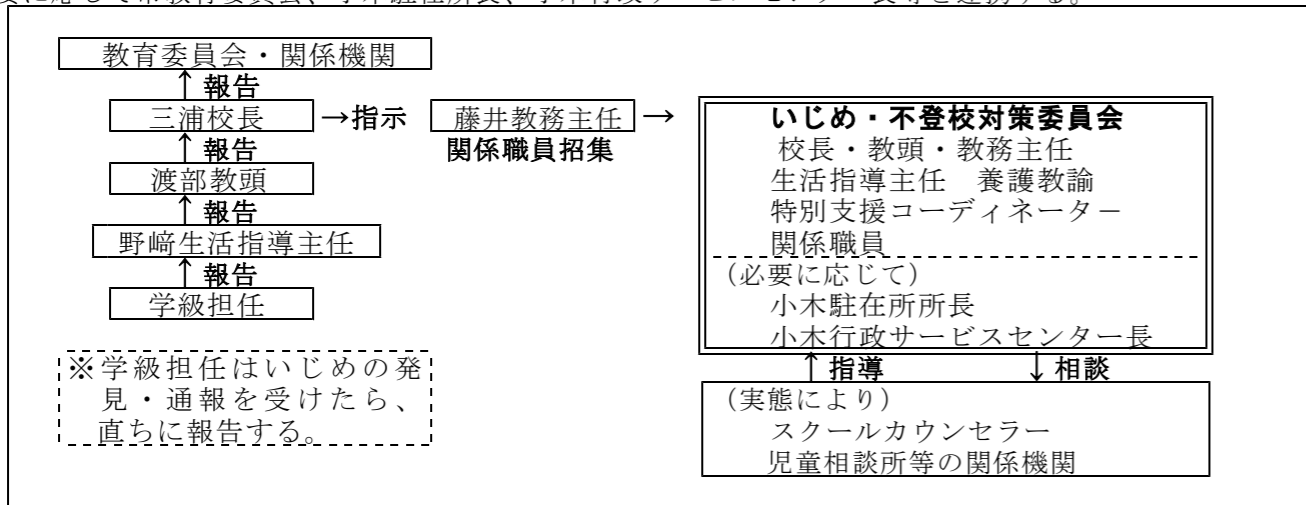 教育委員会・関係機関
↑報告
三浦校長 →指示 藤井教務主任 →
関係職員招集
↑報告
渡部教頭
↑報告
野﨑生活指導主任
↑報告
学級担任
※学級担任はいじめの発
見・通報を受けたら、
直ちに報告する。
いじめ・不登校対策委員会
校長・教頭・教務主任
生活指導主任 養護教諭
特別支援コーディネーター
関係職員
(必要に応じて)
小木駐在所所長
小木行政サービスセンター長
↑指導 ↓相談
(実態により)
スクールカウンセラー
児童相談所等の関係機関